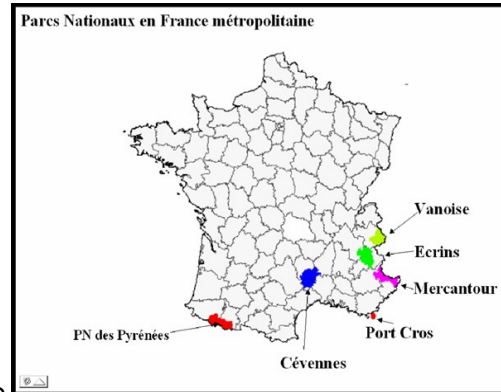 Parcs Nationaux en France métropolitaine
Vanoise
Ecrins
Mercantour
Port Cros
PN des Pyrénées
Cévennes